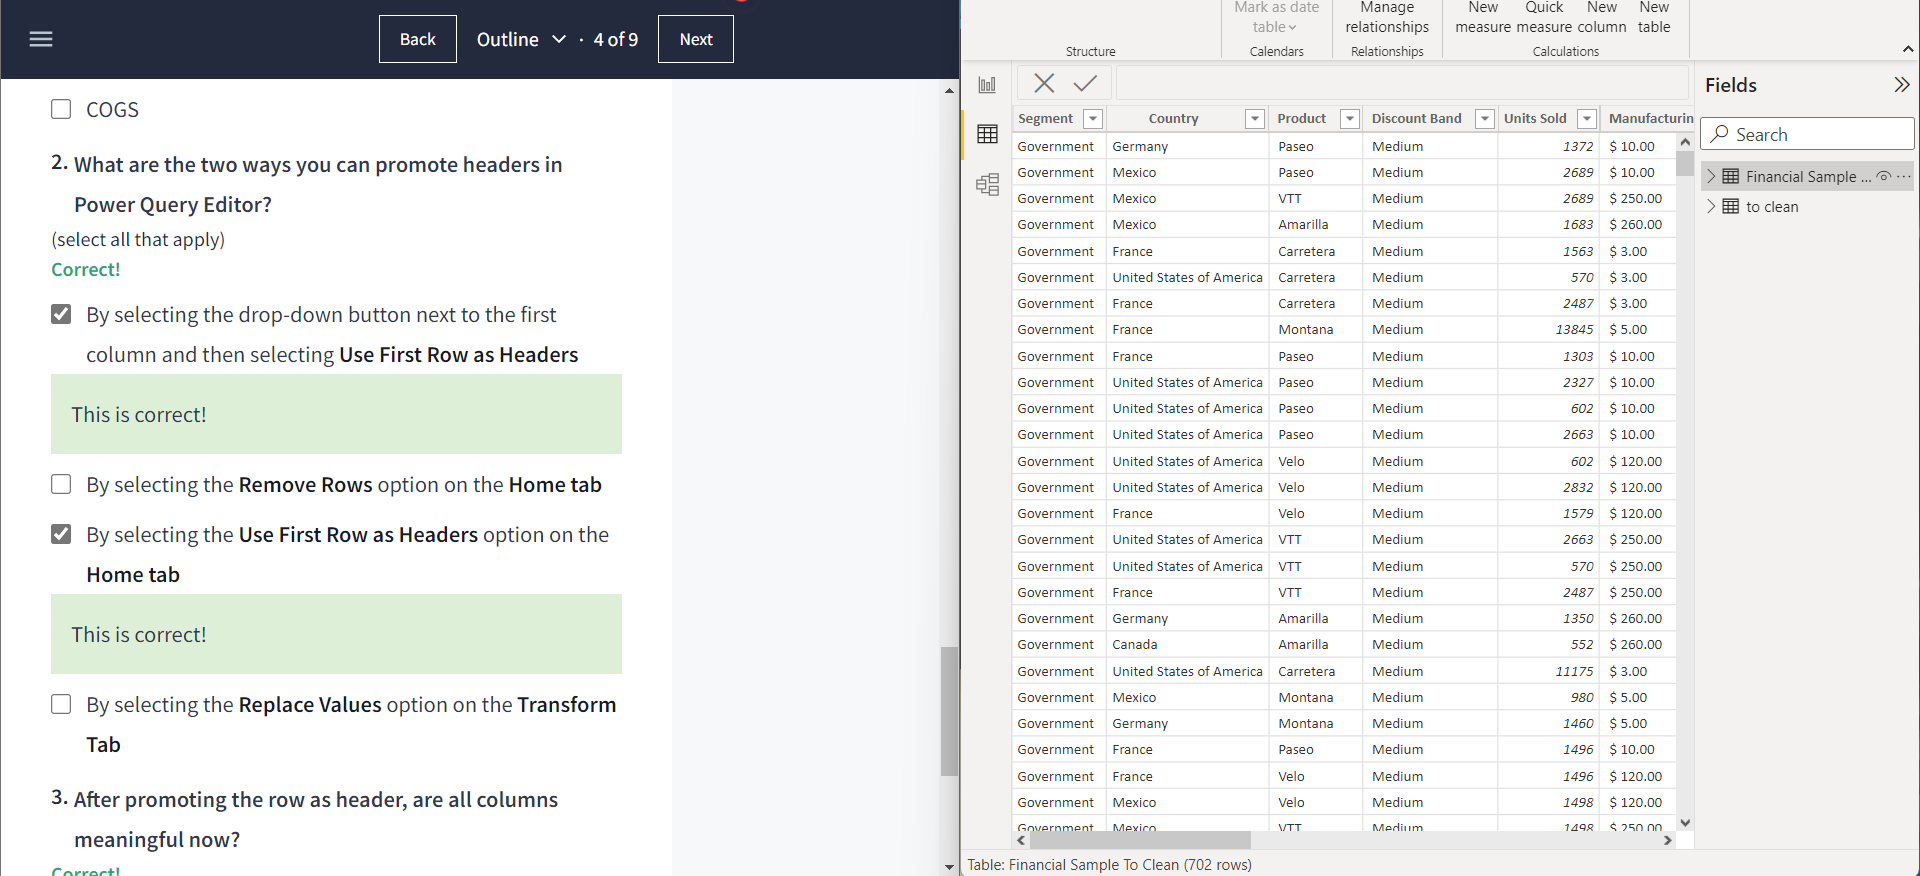 Back
Outline · 4 of 9
Next
COGS
2. What are the two ways you can promote headers in
Power Query Editor?
(select all that apply)
Correct!
By selecting the drop-down button next to the first
column and then selecting Use First Row as Headers
This is correct!
By selecting the Remove Rows option on the Home tab
By selecting the Use First Row as Headers option on the
Home tab
This is correct!
By selecting the Replace Values option on the Transform
Tab
3. After promoting the row as header, are all columns
meaningful now?
Correct!
Mark as date
table
Manage
relationships
New
measure
Quick
measure
New
column
New
table
Structure
Calendars
Relationships
Calculations
Segment Country Product Discount Band Units Sold Manufacturin
Government Germany Paseo Medium 1372 $ 10.00
Government Mexico Paseo Medium 2689 $ 10.00
Government Mexico VTT Medium 2689 $ 250.00
Government Mexico Amarilla Medium 1683 $ 260.00
Government France Carretera Medium 1563 $ 3.00
Government United States of America Carretera Medium 570 $ 3.00
Government France Carretera Medium 2487 $ 3.00
Government France Montana Medium 13845 $ 5.00
Government France Paseo Medium 1303 $ 10.00
Government United States of America Paseo Medium 2327 $ 10.00
Government United States of America Paseo Medium 602 $ 10.00
Government United States of America Paseo Medium 2663 $ 10.00
Government United States of America Velo Medium 602 $ 120.00
Government United States of America Velo Medium 2832 $ 120.00
Government France Velo Medium 1579 $ 120.00
Government United States of America VTT Medium 2663 $ 250.00
Government United States of America VTT Medium 570 $ 250.00
Government France VTT Medium 2487 $ 250.00
Government Germany Amarilla Medium 1350 $ 260.00
Government Canada Amarilla Medium 552 $ 260.00
Government United States of America Carretera Medium 11175 $ 3.00
Government Mexico Montana Medium 980 $ 5.00
Government Germany Montana Medium 1460 $ 5.00
Government France Paseo Medium 1496 $ 10.00
Government France Velo Medium 1496 $ 120.00
Government Mexico Velo Medium 1498 $ 120.00
Government Mexico VTT Medium 1498 $ 250.00
Table: Financial Sample To Clean (702 rows)
Fields
Search
Financial Sample ...
to clean